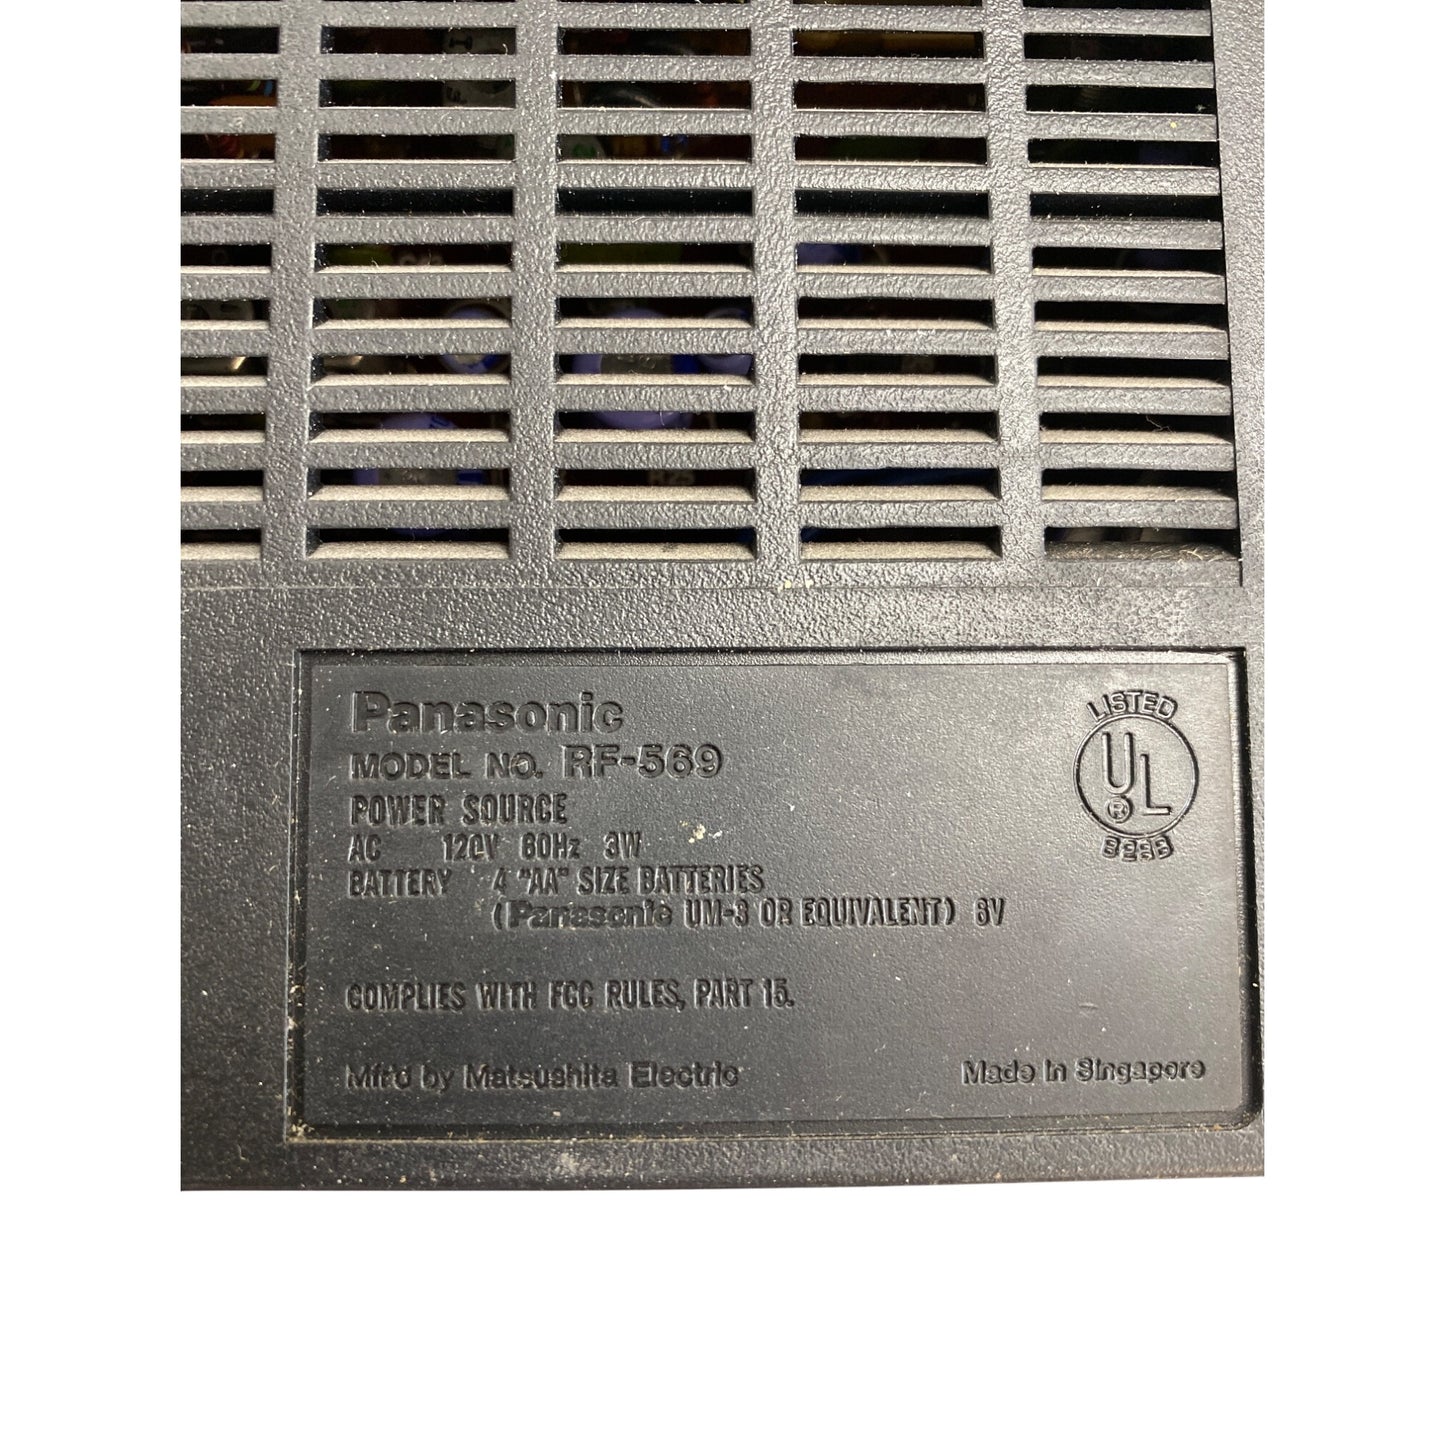 Panasonic
MODEL NO. RF-569
POWER SOURCE
AC 120V 60Hz 3W
BATTERY 4 "AA" SIZE BATTERIES
(Panasonic UM-3 OR EQUIVALENT) 6V
COMPLIES WITH FCC RULES, PART 15.
Mfr'd by Matsushita Electric
Made in Singapore
LISTED
UL
®